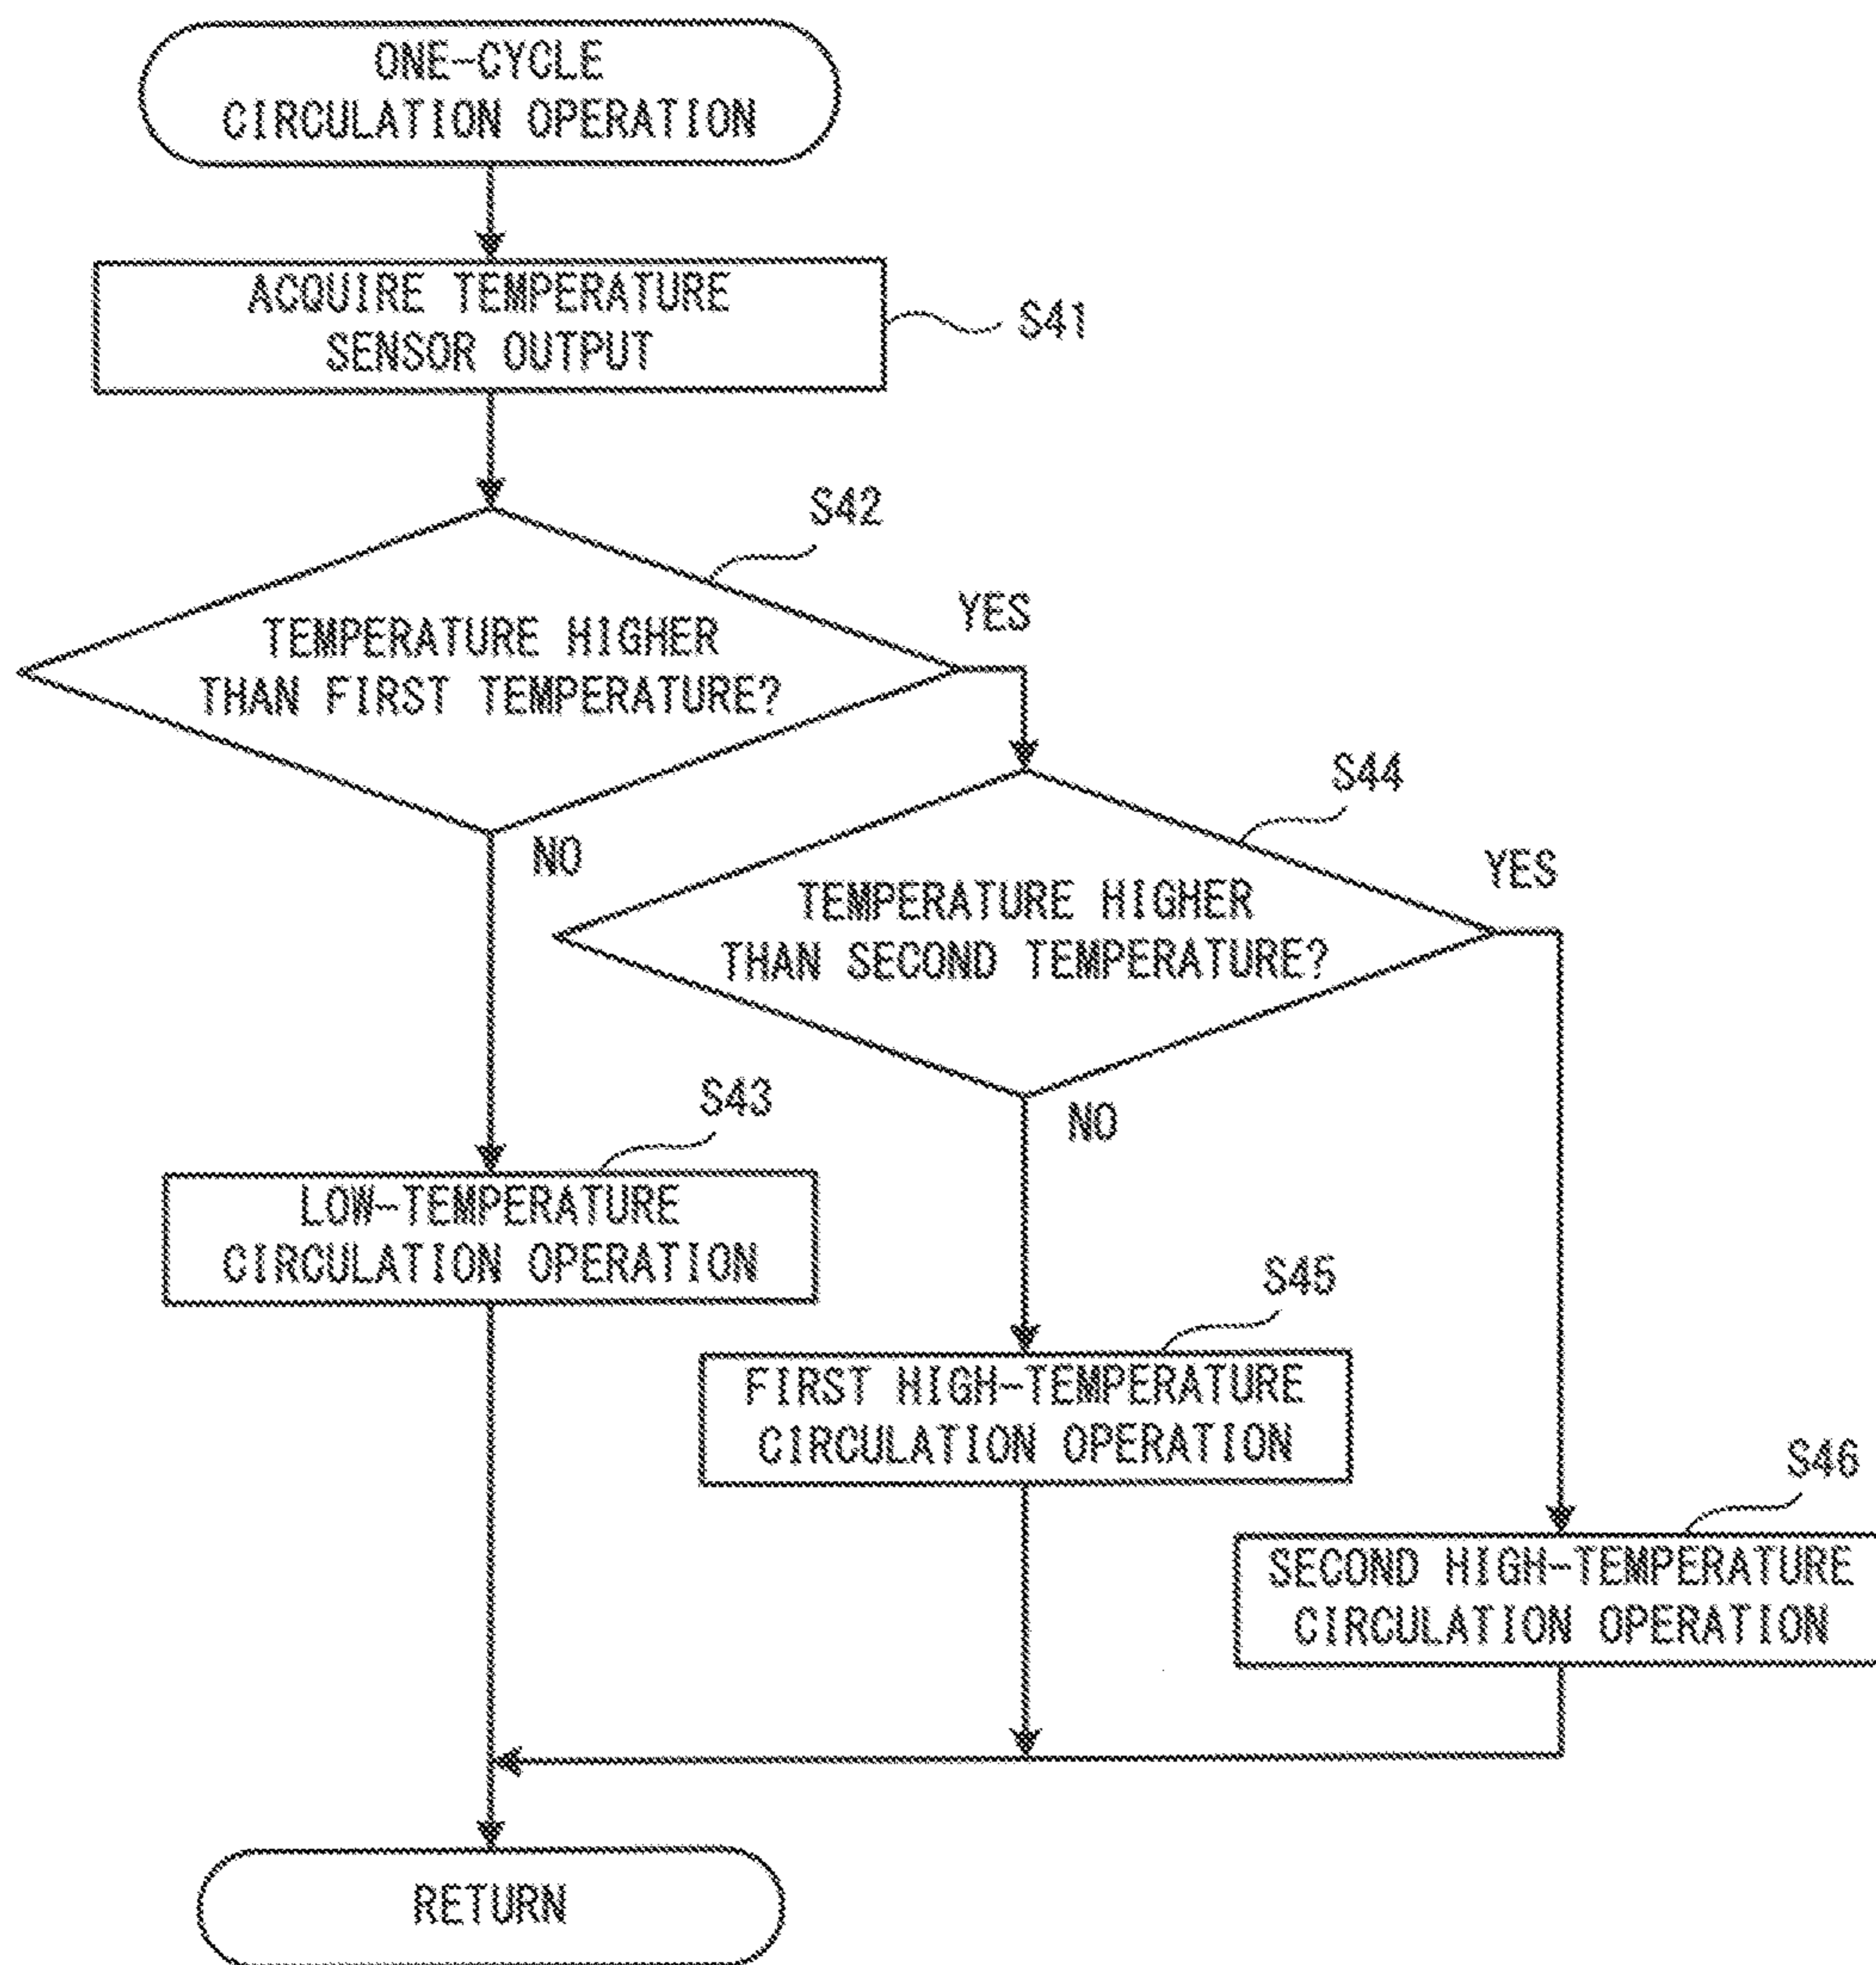 ONE-CYCLE
CIRCULATION OPERATION
ACQUIRE TEMPERATURE
SENSOR OUTPUT
S41
S42
TEMPERATURE HIGHER
THAN FIRST TEMPERATURE?
YES
NO
S44
TEMPERATURE HIGHER
THAN SECOND TEMPERATURE?
YES
NO
S43
LOW-TEMPERATURE
CIRCULATION OPERATION
S45
FIRST HIGH-TEMPERATURE
CIRCULATION OPERATION
S46
SECOND HIGH-TEMPERATURE
CIRCULATION OPERATION
RETURN